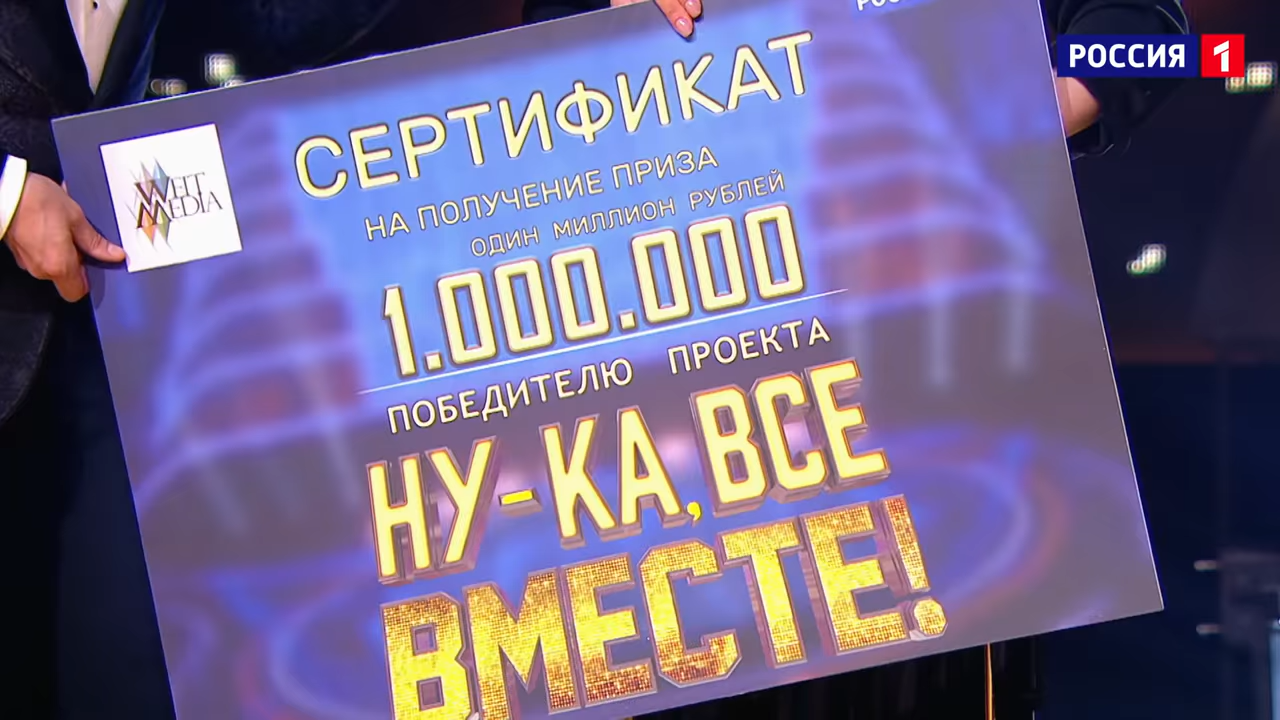 РОССИЯ 1
WEIT
MEDIA
СЕРТИФИКАТ
НА ПОЛУЧЕНИЕ ПРИЗА
ОДИН МИЛЛИОН РУБЛЕЙ
1.000.000
ПОБЕДИТЕЛЮ ПРОЕКТА
НУ-КА, ВСЕ
ВМЕСТЕ!